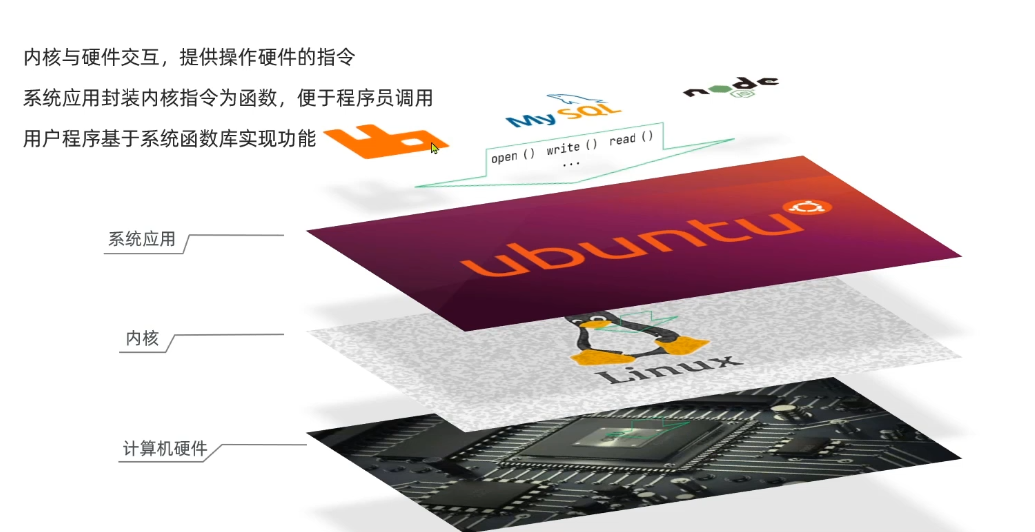 内核与硬件交互，提供操作硬件的指令
系统应用封装内核指令为函数，便于程序员调用
用户程序基于系统函数库实现功能
MySQL
node
JS
open () write () read ()
...
系统应用
ubuntu
内核
Linux
计算机硬件